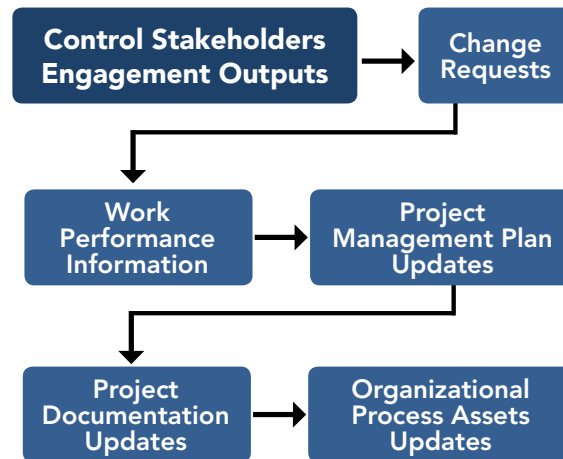 Control Stakeholders
Engagement Outputs
Change
Requests
Work
Performance
Information
Project
Management Plan
Updates
Project
Documentation
Updates
Organizational
Process Assets
Updates